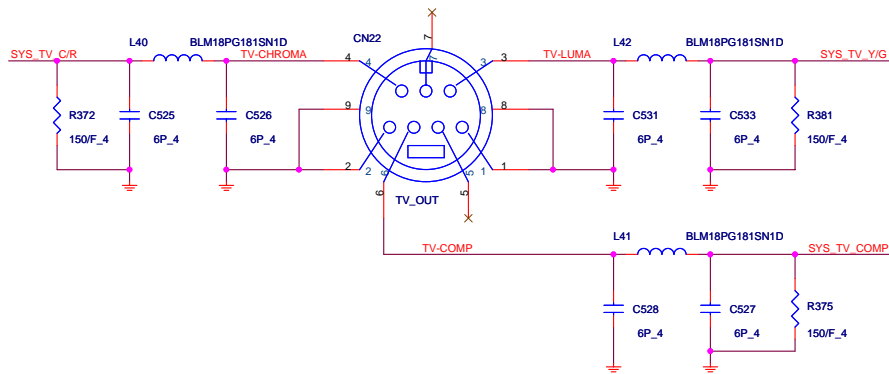 L40 BLM18PG181SN1D CN22 L42 BLM18PG181SN1D
SYS_TV_C/R TV-CHROMA 4 4 7 7 3 3 TV-LUMA SYS_TV_Y/G
R372 C525 C526 9 9 8 8 C531 C533 R381
150/F_4 6P_4 6P_4 6P_4 6P_4 150/F_4
2 2 6 5 1 1
6 TV_OUT 5
L41 BLM18PG181SN1D
TV-COMP SYS_TV_COMP
C528 C527 R375
6P_4 6P_4 150/F_4